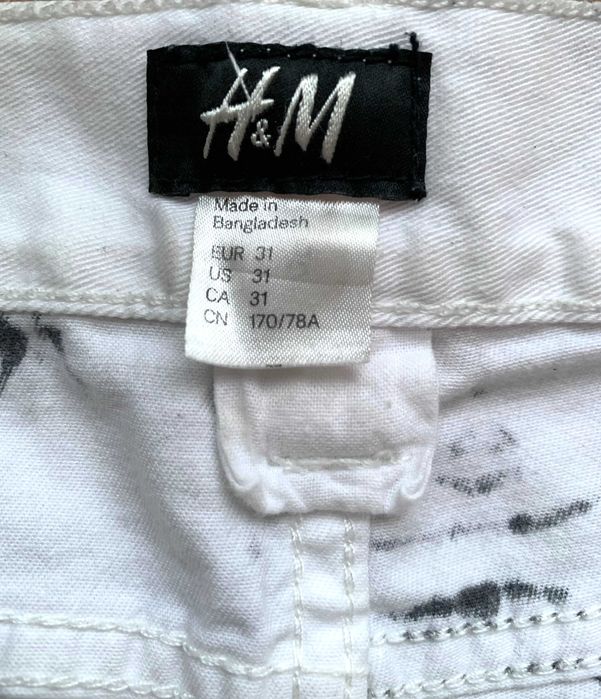 H&M
Made in
Bangladesh
EUR 31
US 31
CA 31
CN 170/78A